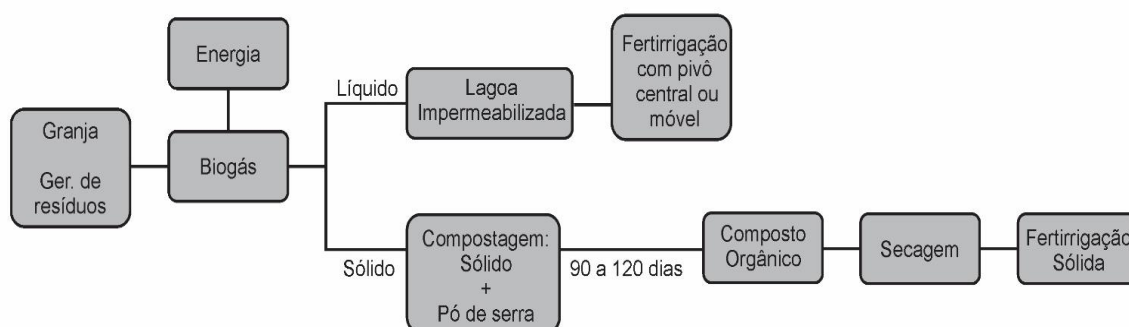 Energia
Granja
Ger. de
resíduos
Biogás
Líquido
Lagoa
Impermeabilizada
Fertirrigação
com pivô
central ou
móvel
Sólido
Compostagem:
Sólido
+
Pó de serra
90 a 120 dias
Composto
Orgânico
Secagem
Fertirrigação
Sólida